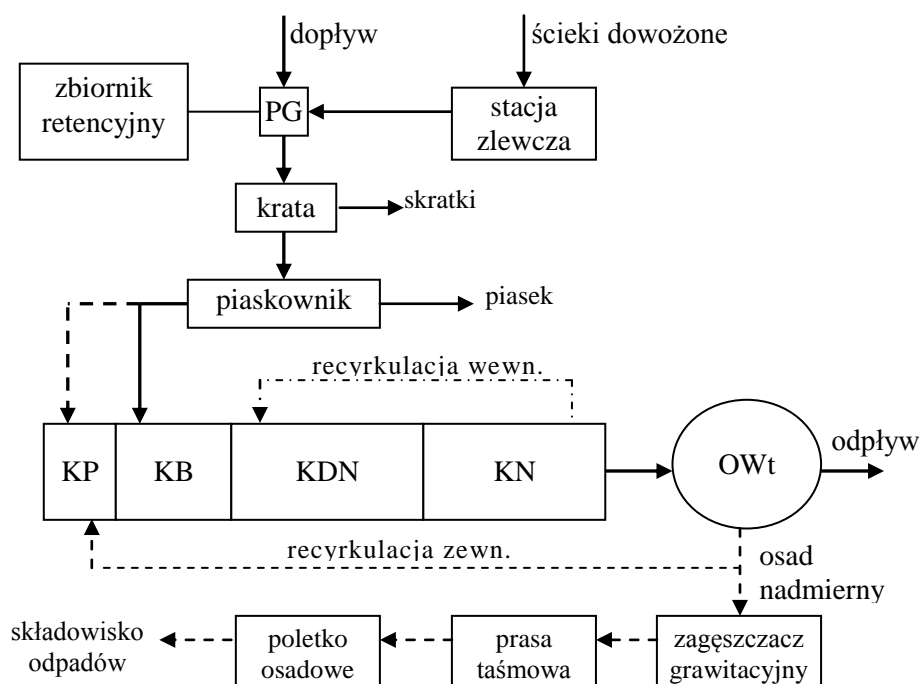 dopływ
ścieki dowożone
zbiornik
retencyjny
PG
stacja
zlewcza
krata
skratki
piaskownik
piasek
recyrkulacja wewn.
KP
KB
KDN
KN
OWt
odpływ
recyrkulacja zewn.
osad
nadmierny
składowisko
odpadów
poletko
osadowe
prasa
taśmowa
zagęszczacz
grawitacyjny